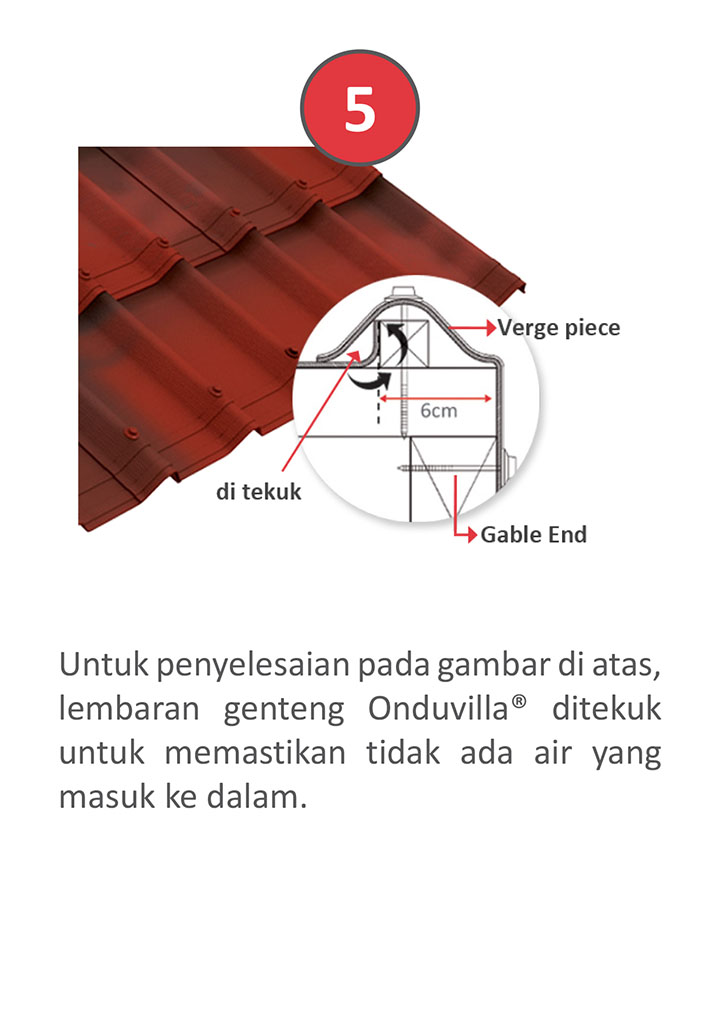 5
Verge piece
6cm
di tekuk
Gable End
Untuk penyelesaian pada gambar di atas,
lembaran genteng Onduvilla® ditekuk
untuk memastikan tidak ada air yang
masuk ke dalam.